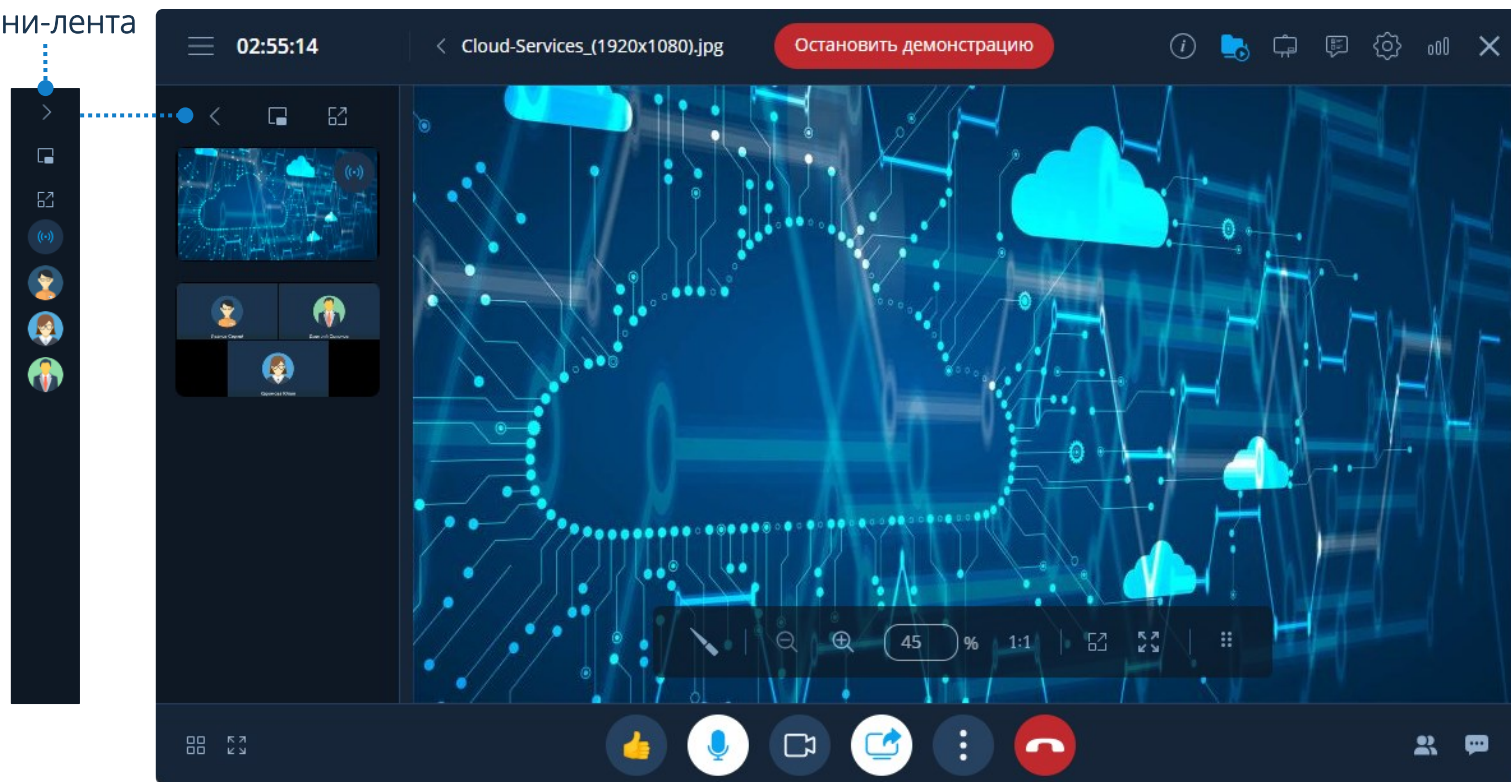 ни-лента
02:55:14
Cloud-Services_(1920x1080).jpg
Остановить демонстрацию
45 %
1:1